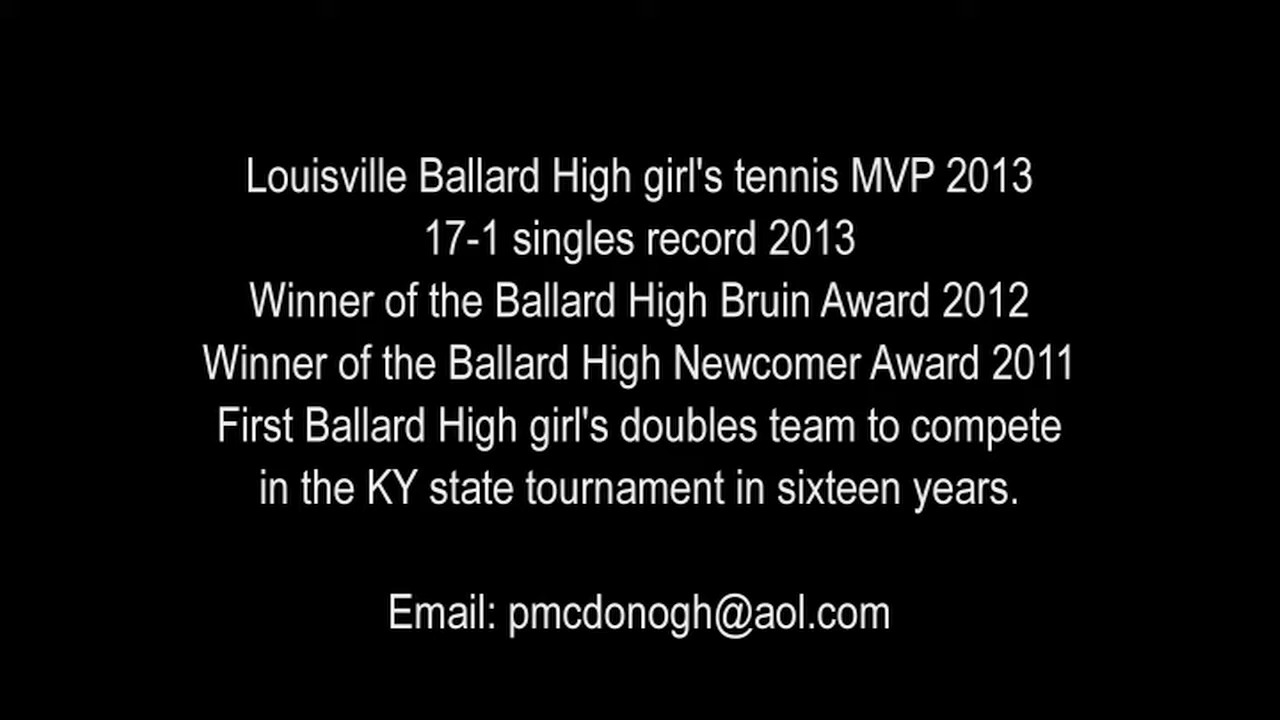 Louisville Ballard High girl's tennis MVP 2013
17-1 singles record 2013
Winner of the Ballard High Bruin Award 2012
Winner of the Ballard High Newcomer Award 2011
First Ballard High girl's doubles team to compete
in the KY state tournament in sixteen years.
Email: pmcdonogh@aol.com